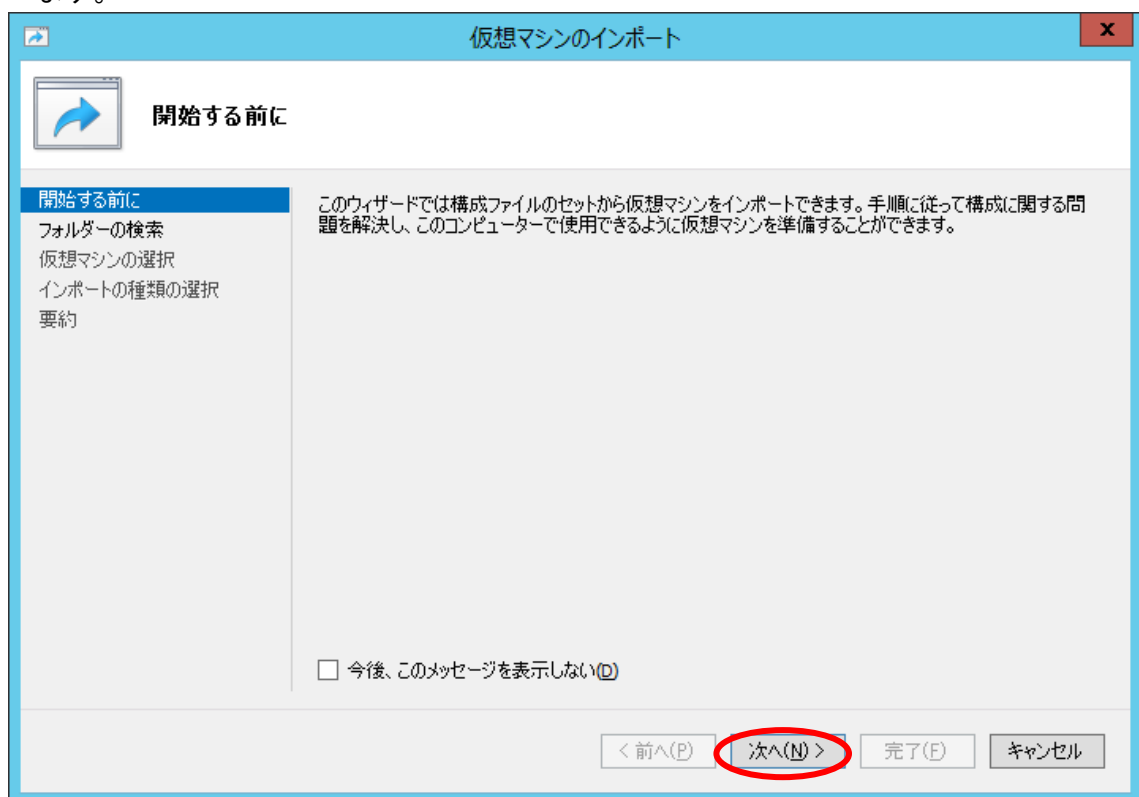 ます。
仮想マシンのインポート
x
開始する前に
開始する前に
フォルダーの検索
仮想マシンの選択
インポートの種類の選択
要約
このウィザードでは構成ファイルのセットから仮想マシンをインポートできます。手順に従って構成に関する問
題を解決し、このコンピューターで使用できるように仮想マシンを準備することができます。
今後、このメッセージを表示しない(D)
< 前へ(P) 次へ(N) > 完了(F) キャンセル